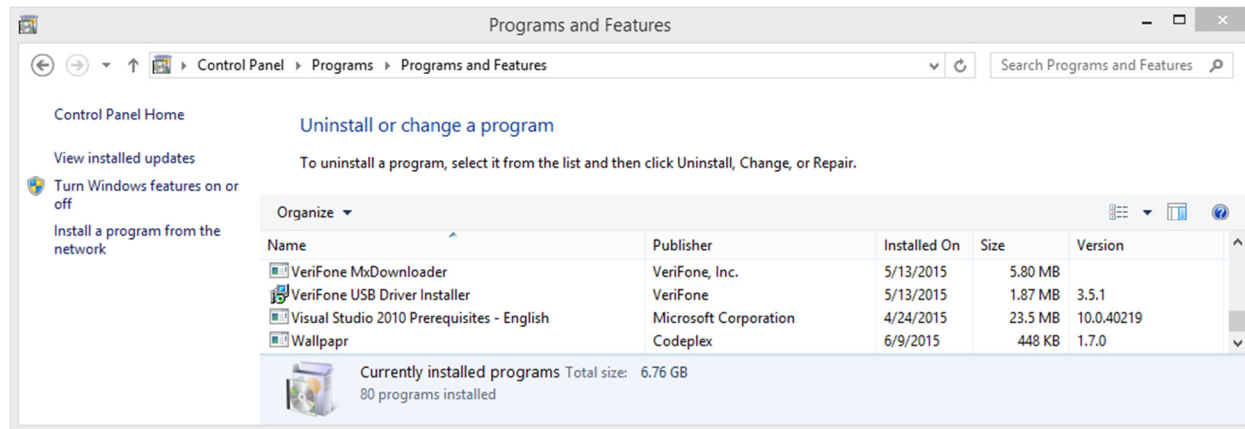 Programs and Features
Control Panel Programs Programs and Features Search Programs and Features
Control Panel Home
View installed updates
Turn Windows features on or
off
Install a program from the
network
Uninstall or change a program
To uninstall a program, select it from the list and then click Uninstall, Change, or Repair.
Organize
Name Publisher Installed On Size Version
VeriFone MxDownloader VeriFone, Inc. 5/13/2015 5.80 MB
VeriFone USB Driver Installer VeriFone 5/13/2015 1.87 MB 3.5.1
Visual Studio 2010 Prerequisites - English Microsoft Corporation 4/24/2015 23.5 MB 10.0.40219
Wallpapr Codeplex 6/9/2015 448 KB 1.7.0
Currently installed programs Total size: 6.76 GB
80 programs installed